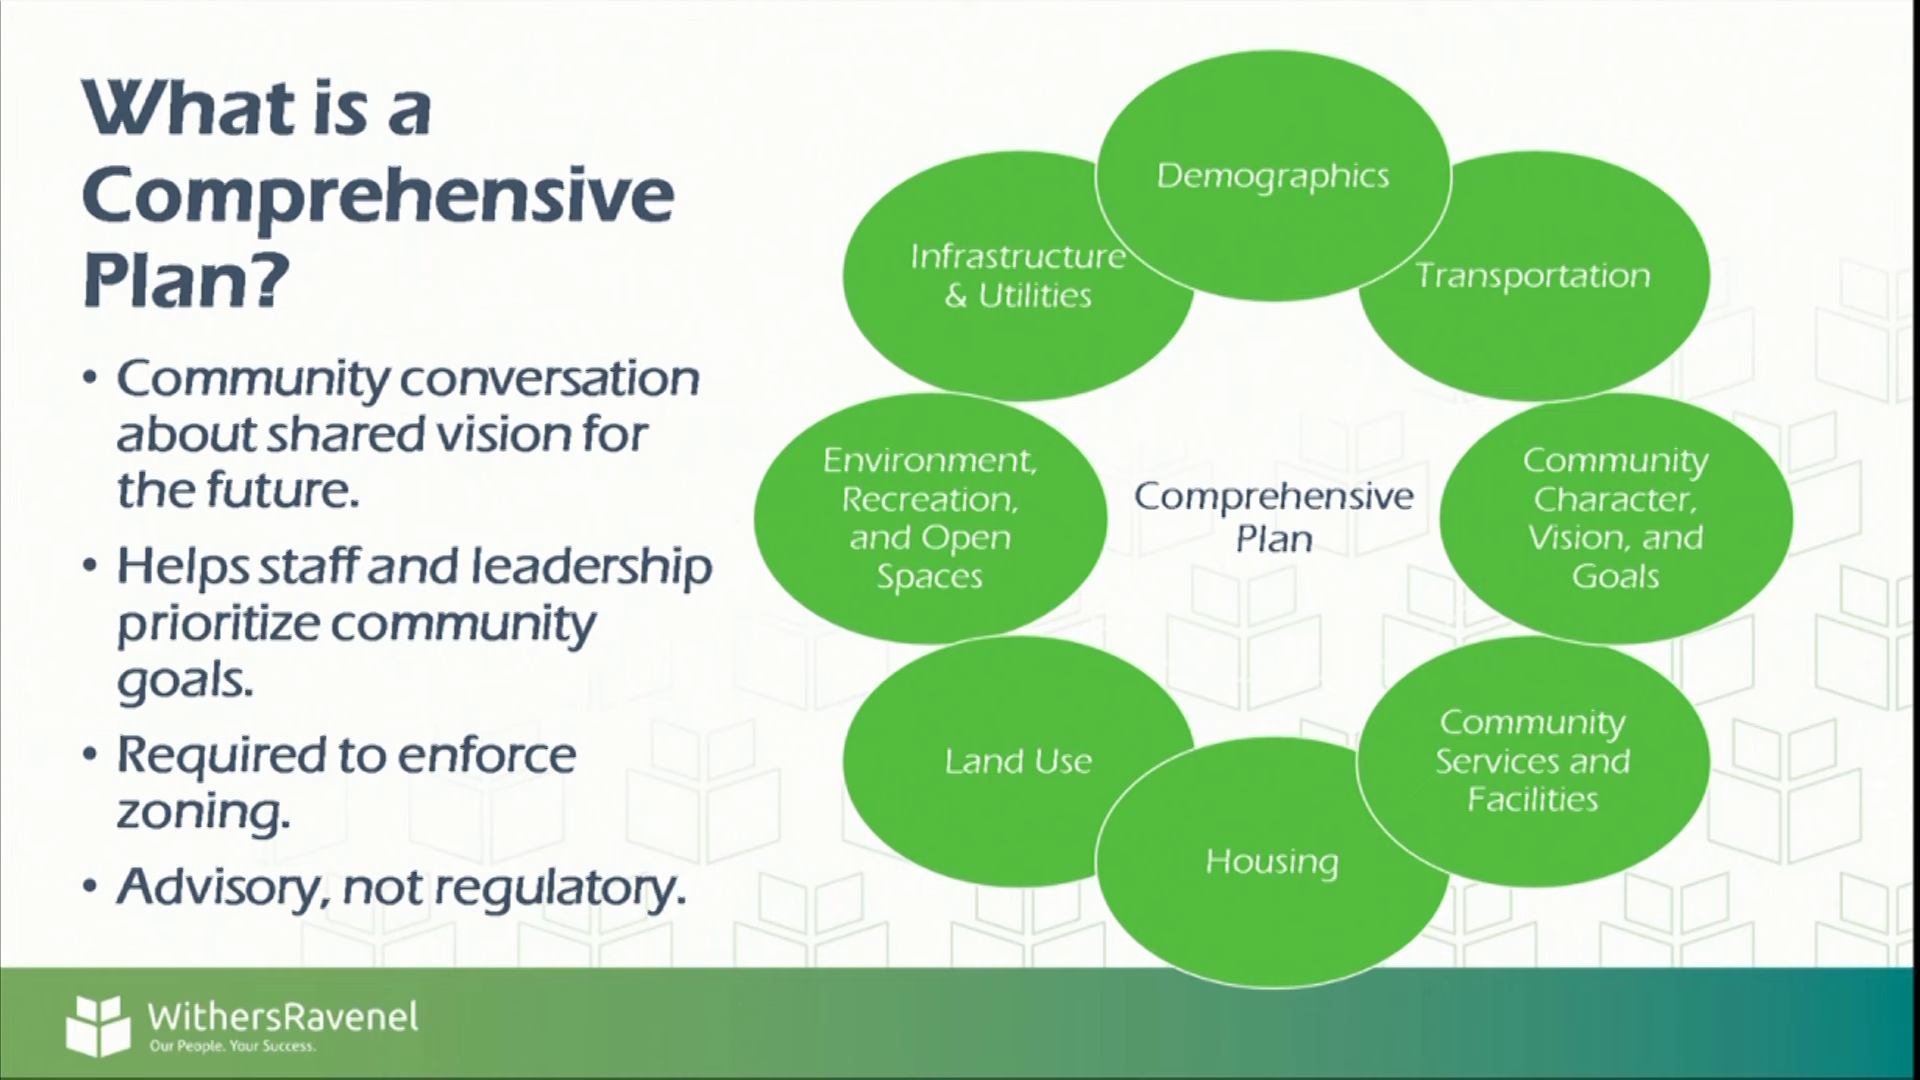 What is a
Comprehensive
Plan?
• Community conversation
about shared vision for
the future.
• Helps staff and leadership
prioritize community
goals.
• Required to enforce
zoning.
• Advisory, not regulatory.
Demographics
Transportation
Community
Character,
Vision, and
Goals
Community
Services and
Facilities
Housing
Land Use
Environment,
Recreation,
and Open
Spaces
Infrastructure
& Utilities
Comprehensive
Plan
WithersRavenel
Our People. Your Success.